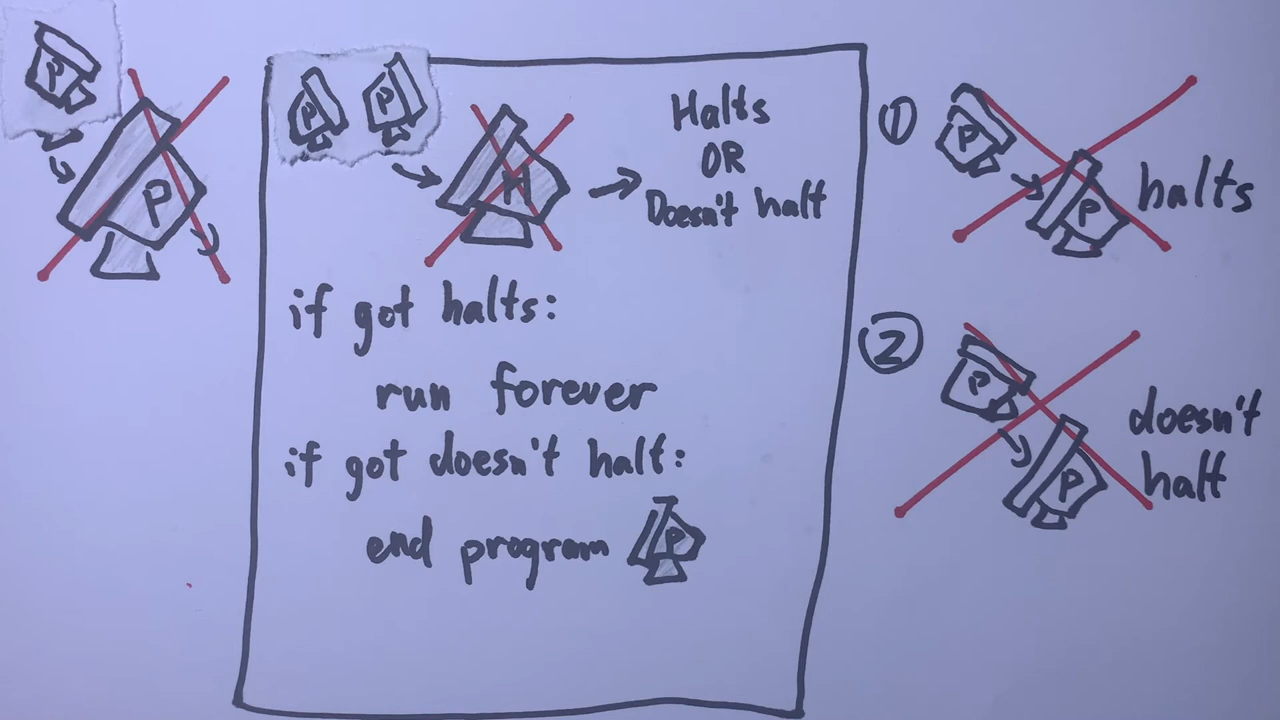 P
P
P P
H
Halts
OR
Doesn't halt
if got halts:
run forever
if got doesn't halt:
end program P
1
P
P
halts
2
P
P
doesn't
halt